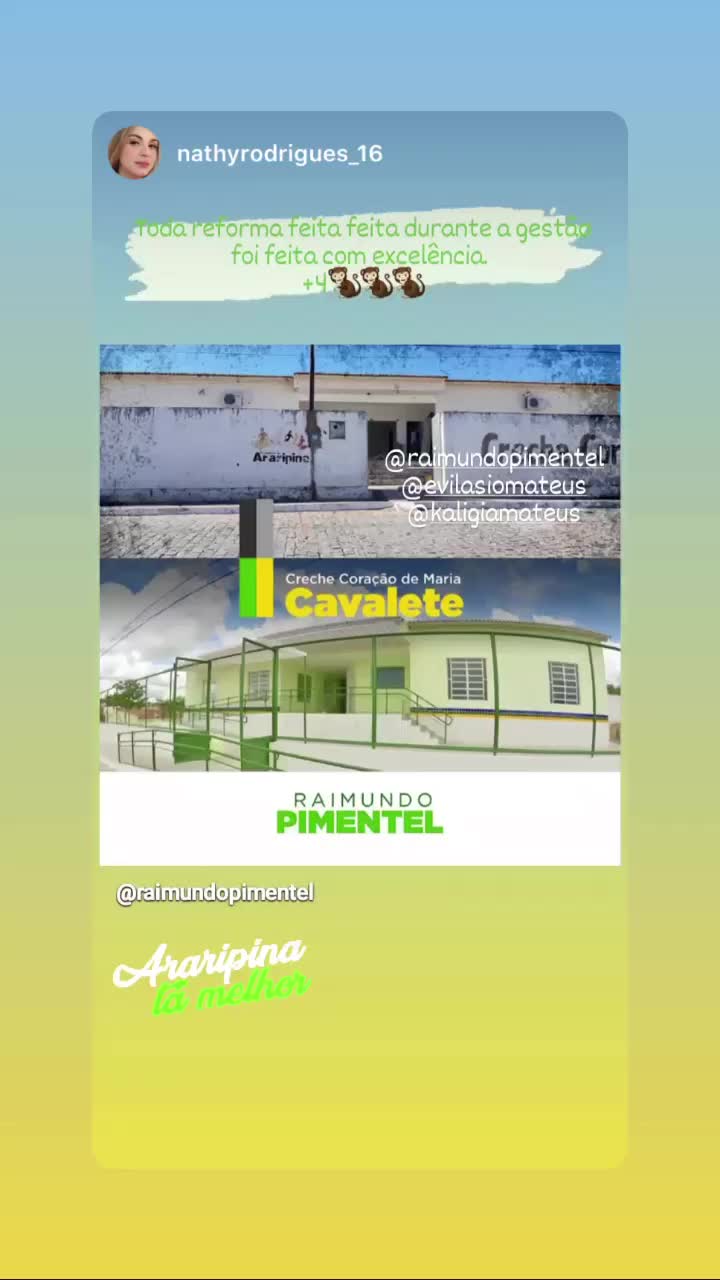 nathyrodrigues_16
Toda reforma feita feita durante a gestão
foi feita com excelência.
+4🐒🐒🐒
Araripina
Creche Cor
@raimundopimentel
@evilasiomateus
@kaligiamateus
Creche Coração de Maria
Cavalete
RAIMUNDO
PIMENTEL
@raimundopimentel
Araripina
tá melhor